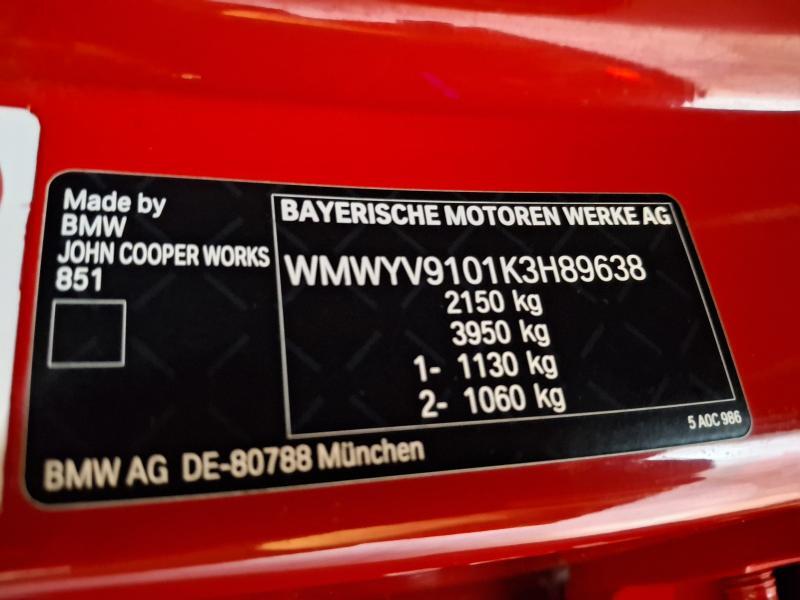 Made by
BMW
JOHN COOPER WORKS
851
BAYERISCHE MOTOREN WERKE AG
WMWYV9101K3H89638
2150 kg
3950 kg
1- 1130 kg
2- 1060 kg
5 A0C 986
BMW AG DE-80788 München